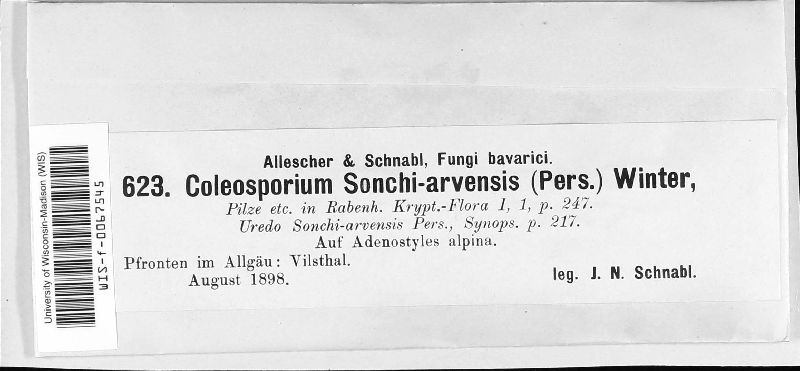 Allescher & Schnabl, Fungi bavarici.
623. Coleosporium Sonchi-arvensis (Pers.) Winter,
Pilze etc. in Rabenh. Krypt.-Flora I, 1, p. 247.
Uredo Sonchi-arvensis Pers., Synops. p. 217.
Auf Adenostyles alpina.
Pfronten im Allgäu: Vilsthal.
August 1898.
leg. J. N. Schnabl.
University of Wisconsin-Madison (WIS)
WIS-f-0067545